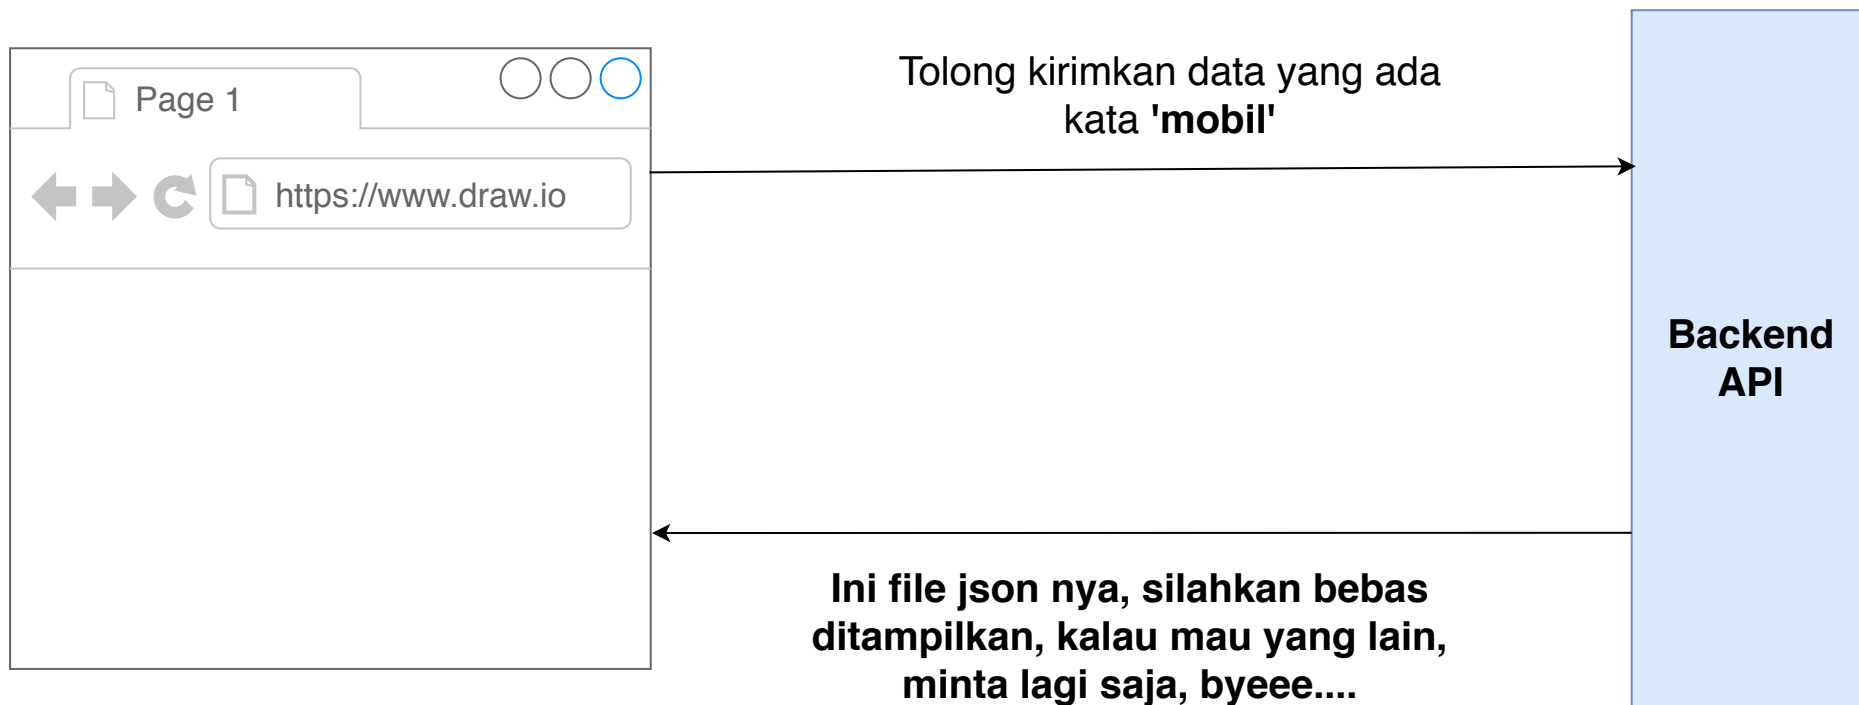 Page 1
https://www.draw.io
Tolong kirimkan data yang ada
kata 'mobil'
Backend
API
Ini file json nya, silahkan bebas
ditampilkan, kalau mau yang lain,
minta lagi saja, byeee....